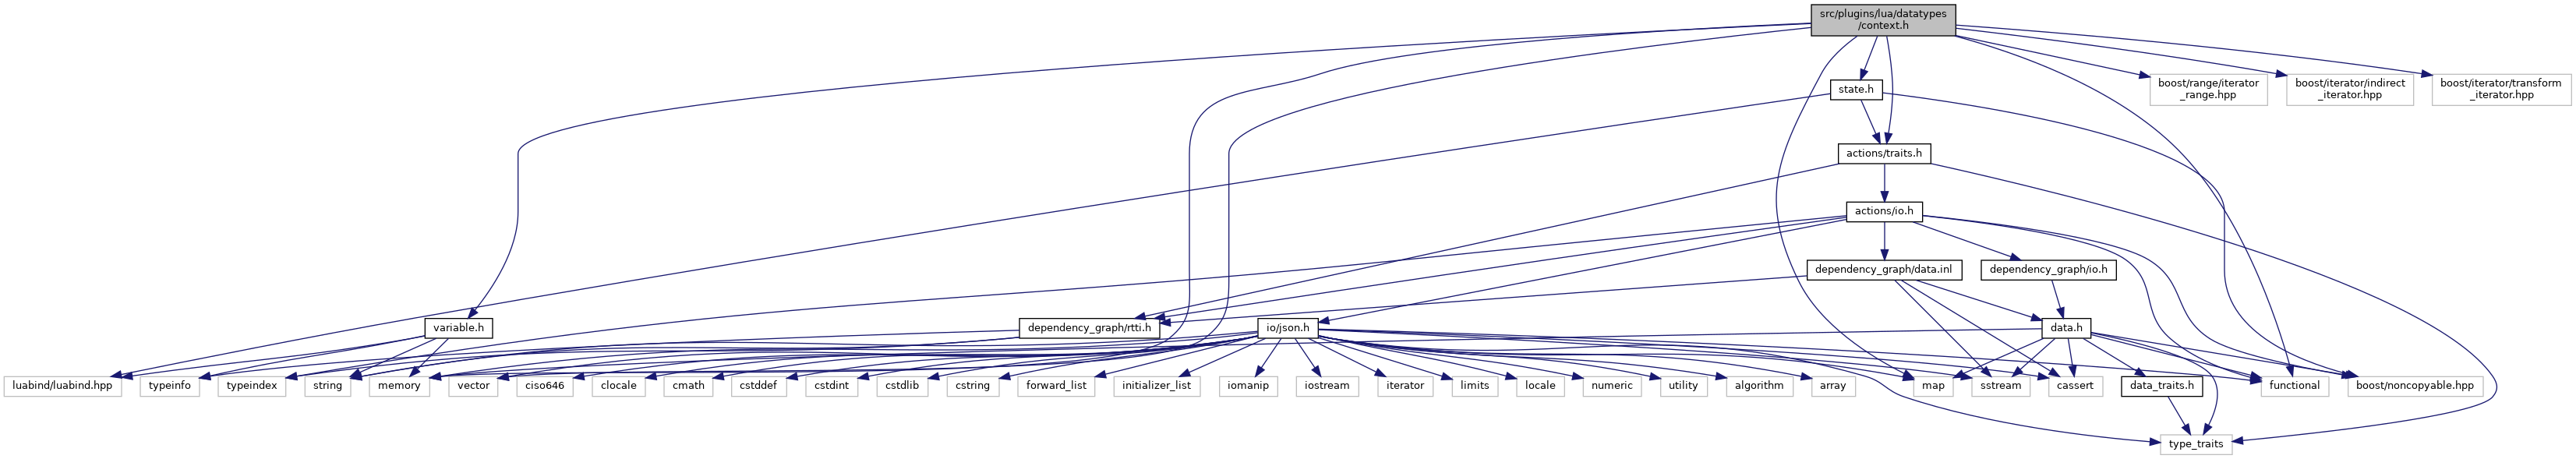 src/plugins/lua/datatypes
/context.h
state.h
boost/range/iterator
_range.hpp
boost/iterator/indirect
_iterator.hpp
boost/iterator/transform
_iterator.hpp
actions/traits.h
actions/io.h
dependency_graph/data.inl
dependency_graph/io.h
variable.h
dependency_graph/rtti.h
io/json.h
data.h
luabind/luabind.hpp
typeinfo
typeindex
string
memory
vector
ciso646
clocale
cmath
cstddef
cstdint
cstdlib
cstring
forward_list
initializer_list
iomanip
iostream
iterator
limits
locale
numeric
utility
algorithm
array
map
sstream
cassert
data_traits.h
functional
boost/noncopyable.hpp
type_traits